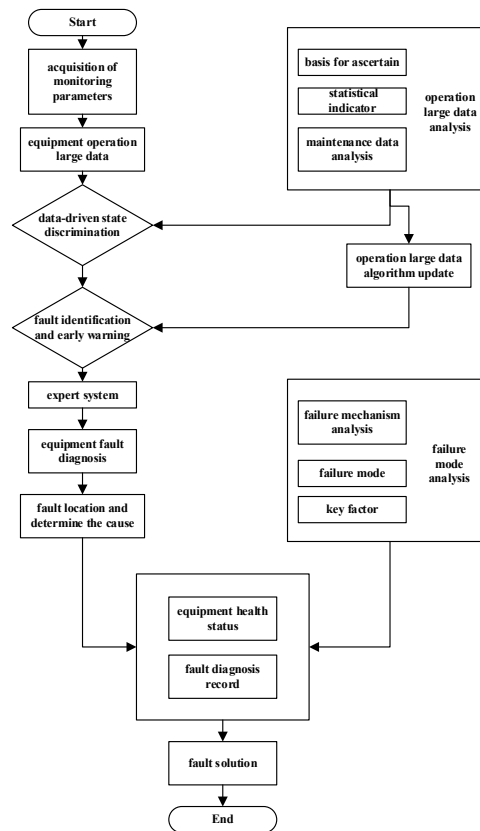 Start
acquisition of
monitoring
parameters
equipment operation
large data
data-driven state
discrimination
fault identification
and early warning
expert system
equipment fault
diagnosis
fault location and
determine the cause
basis for ascertain
statistical
indicator
maintenance data
analysis
operation
large data
analysis
operation large data
algorithm update
failure mechanism
analysis
failure mode
key factor
failure
mode
analysis
equipment health
status
fault diagnosis
record
fault solution
End